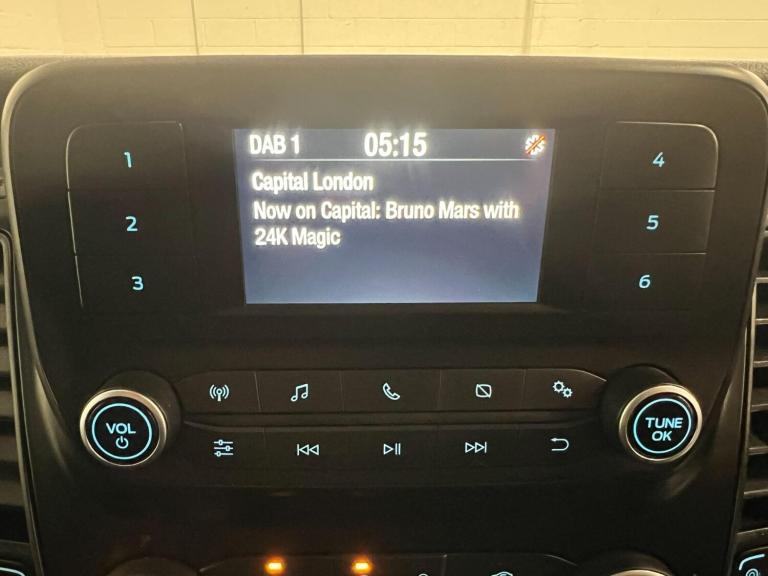 DAB 1 05:15
Capital London
Now on Capital: Bruno Mars with
24K Magic
1
2
3
4
5
6
VOL
TUNE
OK